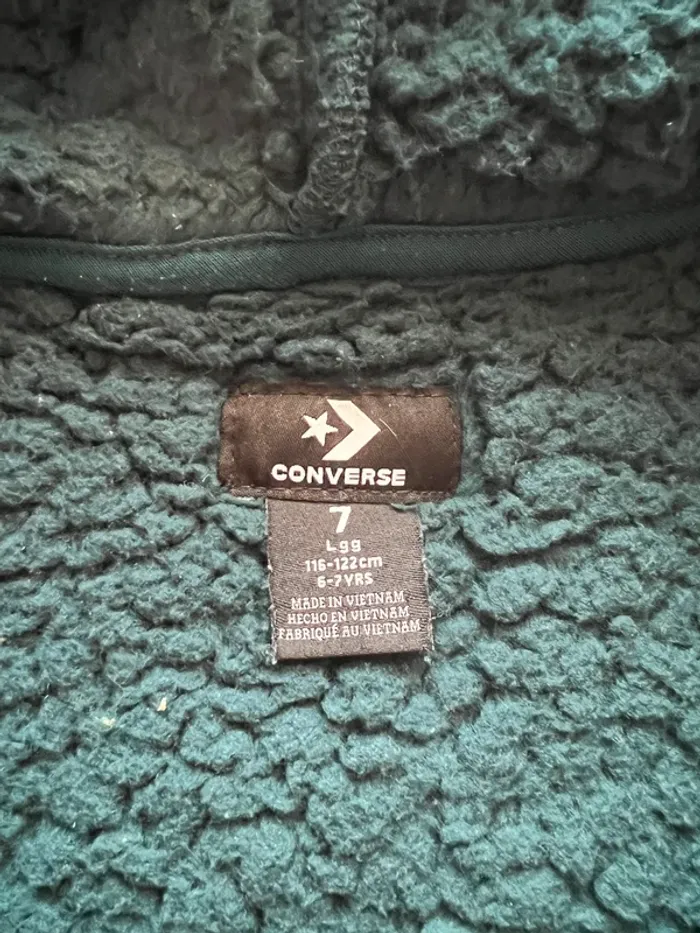 CONVERSE
7
Lgg
116-122cm
6-7YRS
MADE IN VIETNAM
HECHO EN VIETNAM
FABRIQUÉ AU VIETNAM